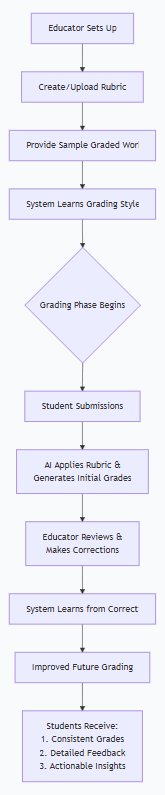 Educator Sets Up
Create/Upload Rubric
Provide Sample Graded
System Learns Grading Style
Grading Phase Begins
Student Submissions
AI Applies Rubric &
Generates Initial Grades
Educator Reviews &
Makes Corrections
System Learns from Correct
Improved Future Grading
Students Receive:
1. Consistent Grades
2. Detailed Feedback
3. Actionable Insights